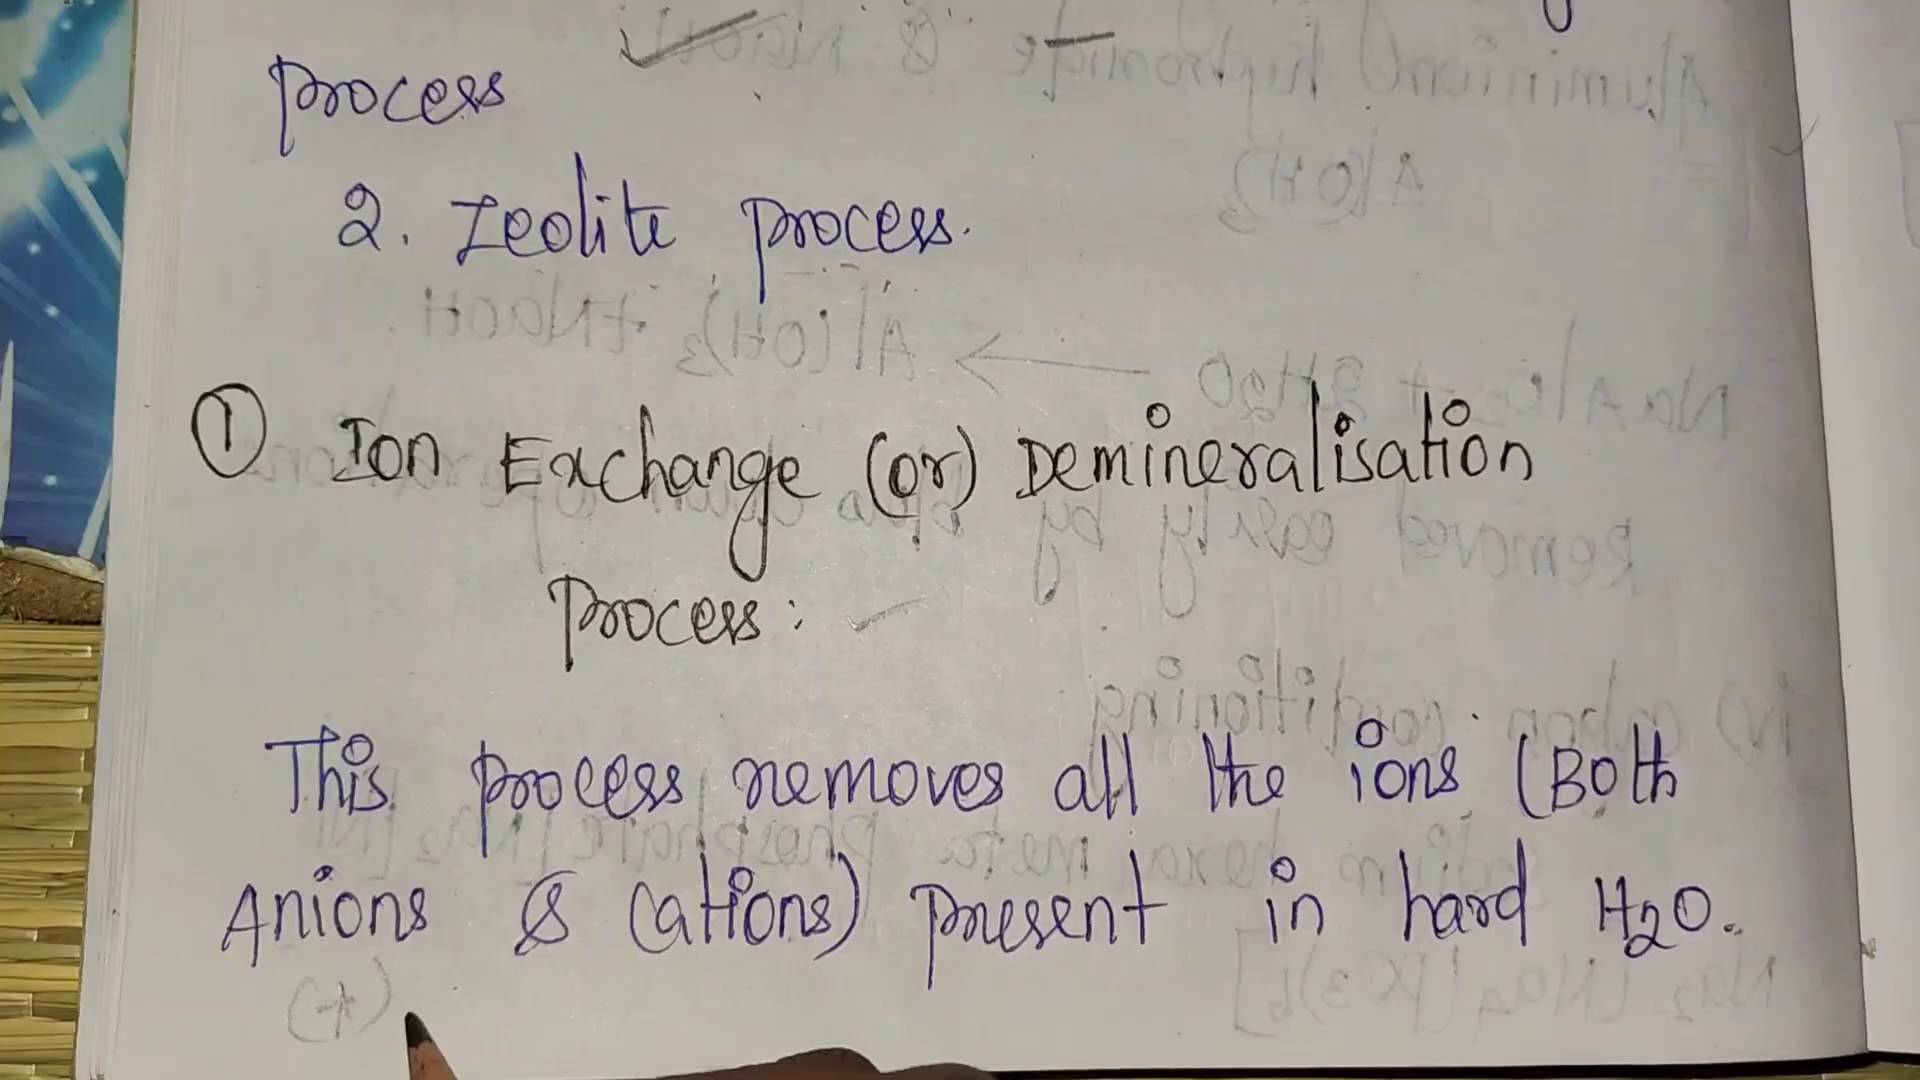 process
2. Zeolite process.
① Ion Exchange (or) Demineralisation
process:
This process removes all the ions (Both
Anions & Cations) present in hard H2O.
(+)